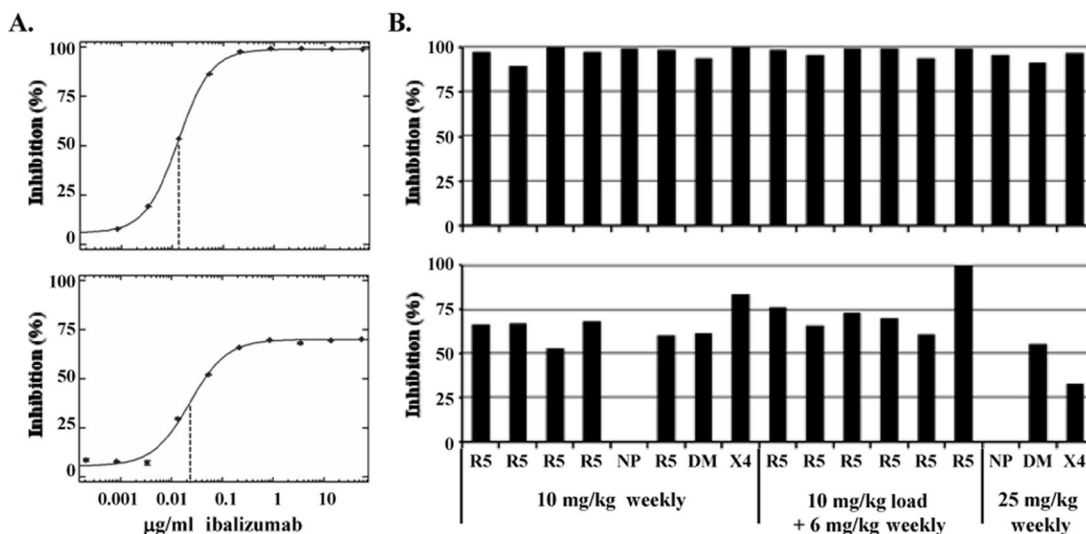 A.
B.
100
75
50
25
0
Inhibition (%)
100
75
50
25
0
Inhibition (%)
0.001 0.01 0.1 1 10
µg/ml ibalizumab
100
75
50
25
0
Inhibition (%)
100
75
50
25
0
Inhibition (%)
R5 R5 R5 R5 NP R5 DM X4 R5 R5 R5 R5 R5 R5 NP DM X4
10 mg/kg weekly
10 mg/kg load
+ 6 mg/kg weekly
25 mg/kg
weekly